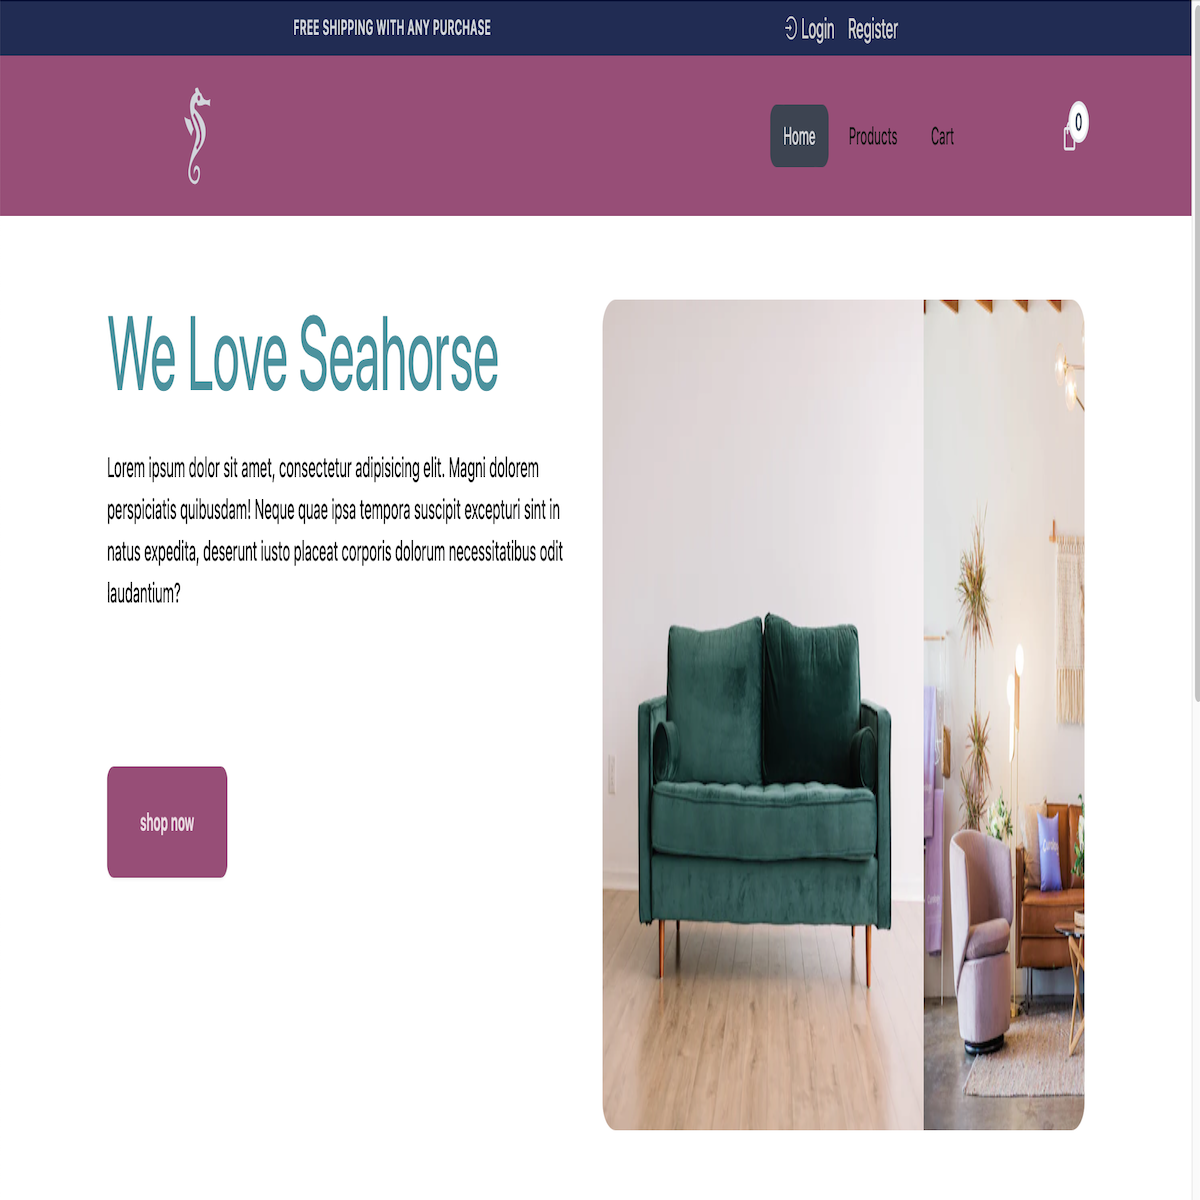 FREE SHIPPING WITH ANY PURCHASE
Login Register
Home Products Cart
0
We Love Seahorse
Lorem ipsum dolor sit amet, consectetur adipisicing elit. Magni dolorem
perspiciatis quibusdam! Neque quae ipsa tempora suscipit excepturi sint in
natus expedita, deserunt iusto placeat corporis dolorum necessitatibus odit
laudantium?
shop now